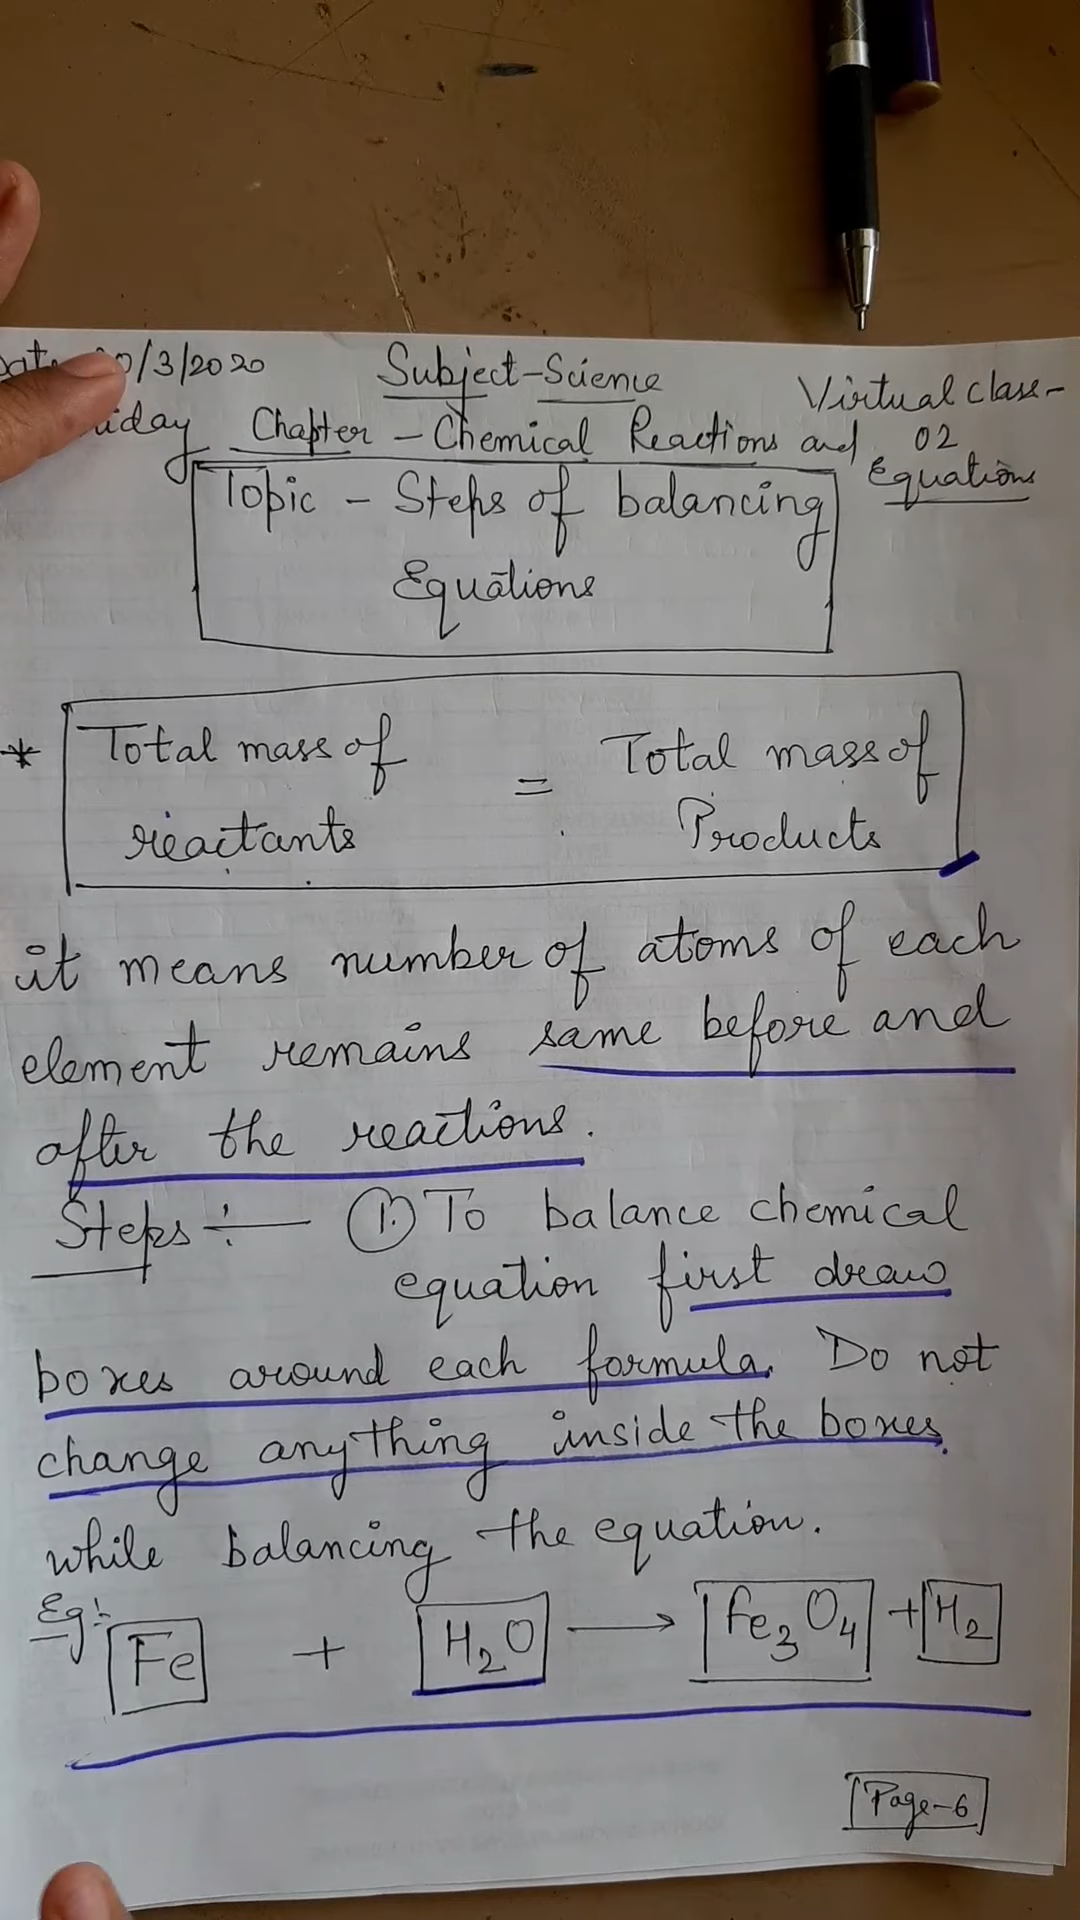 0/3/2020 Subject-Science Virtual class-
Chapter - Chemical Reactions and 02
Equations
Topic - Steps of balancing
Equations
* Total mass of = Total mass of
reactants Products
it means number of atoms of each
element remains same before and
after the reactions.
Steps ÷ 1. To balance chemical
equation first draw
boxes around each formula. Do not
change anything inside the boxes.
while balancing the equation.
Eg:-
Fe + H₂O → Fe₃O₄ + H₂
Page-6